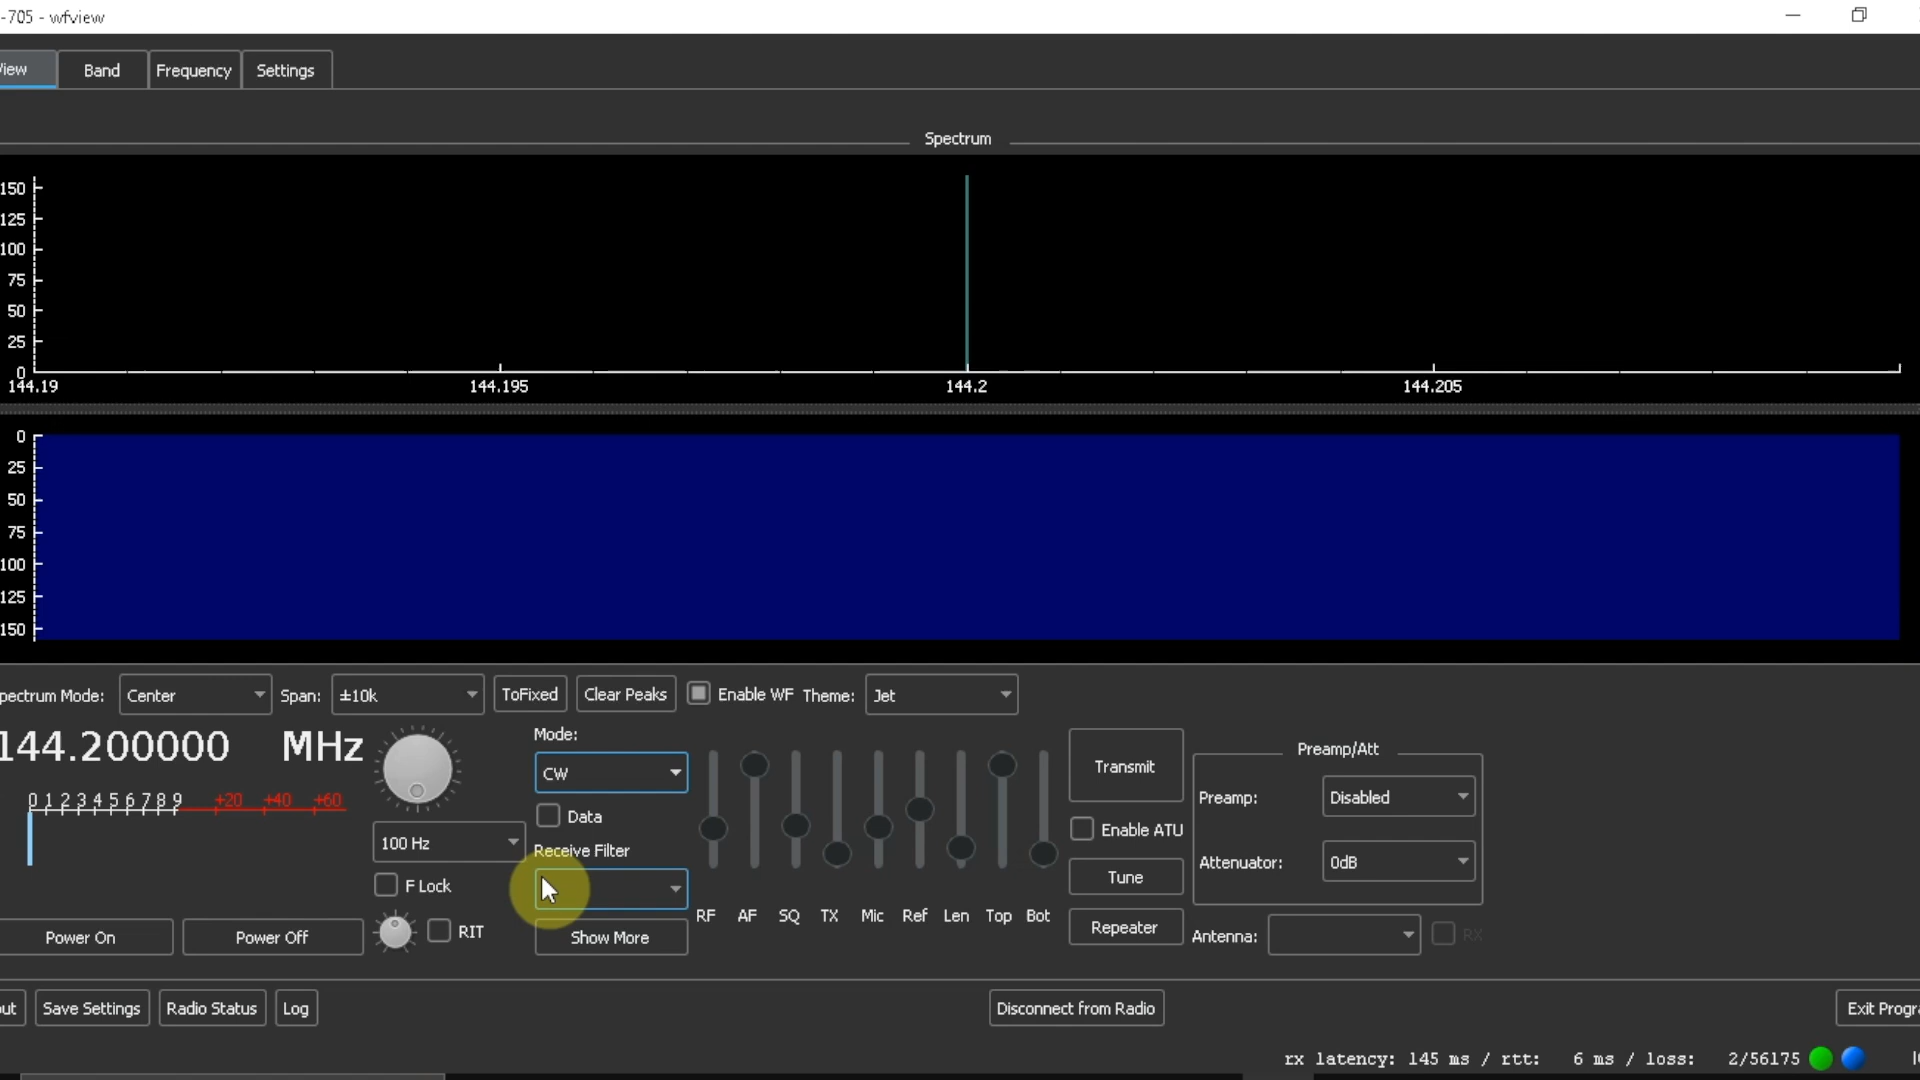 -705 - wfview
View Band Frequency Settings
Spectrum
150
125
100
75
50
25
0
144.19 144.195 144.2 144.205
0
25
50
75
100
125
150
pectrum Mode: Center Span: ±10k ToFixed Clear Peaks Enable WF Theme: Jet
144.200000 MHz
0 1 2 3 4 5 6 7 8 9 +20 +40 +60
100 Hz
F Lock
RIT
Power On Power Off
Mode:
CW
Data
Receive Filter
Show More
RF AF SQ TX Mic Ref Len Top Bot
Transmit
Enable ATU
Tune
Repeater
Preamp/Att
Preamp: Disabled
Attenuator: 0dB
Antenna: RX
out Save Settings Radio Status Log Disconnect from Radio Exit Progra
rx latency: 145 ms / rtt: 6 ms / loss: 2/56175